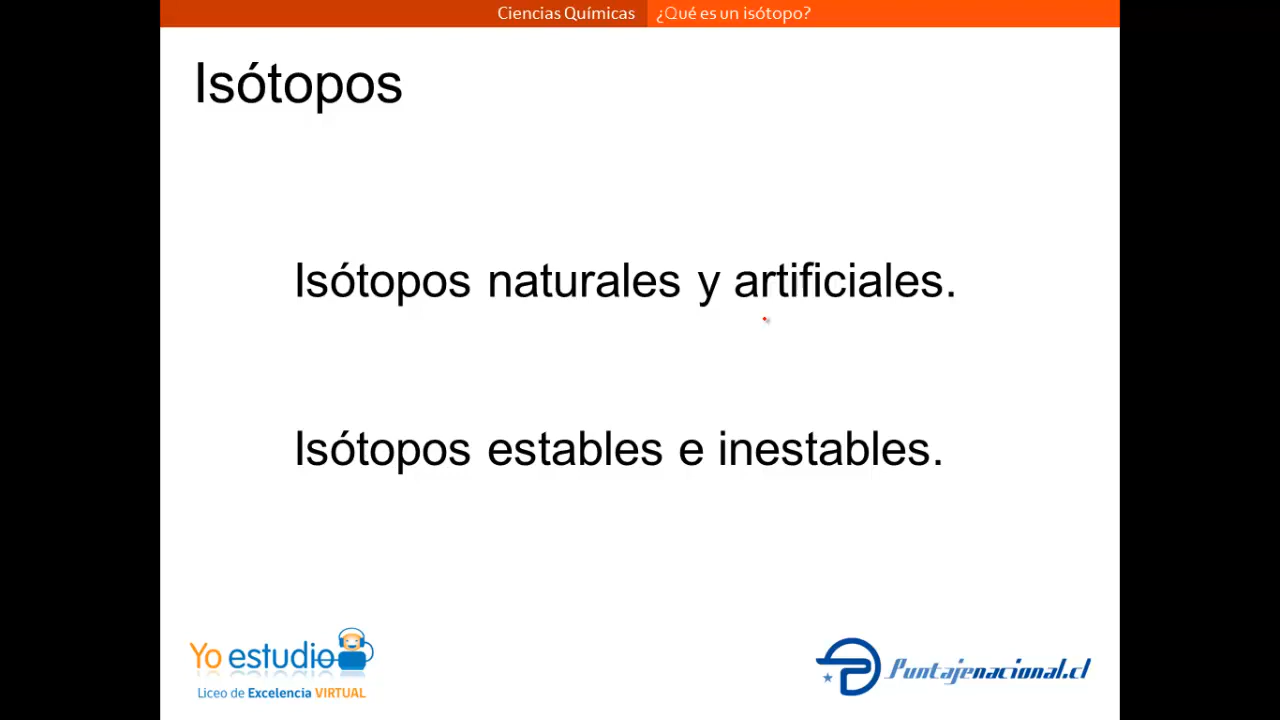 Ciencias Químicas ¿Qué es un isótopo?
Isótopos
Isótopos naturales y artificiales.
Isótopos estables e inestables.
Yo estudio
Liceo de Excelencia VIRTUAL
Puntajenacional.cl